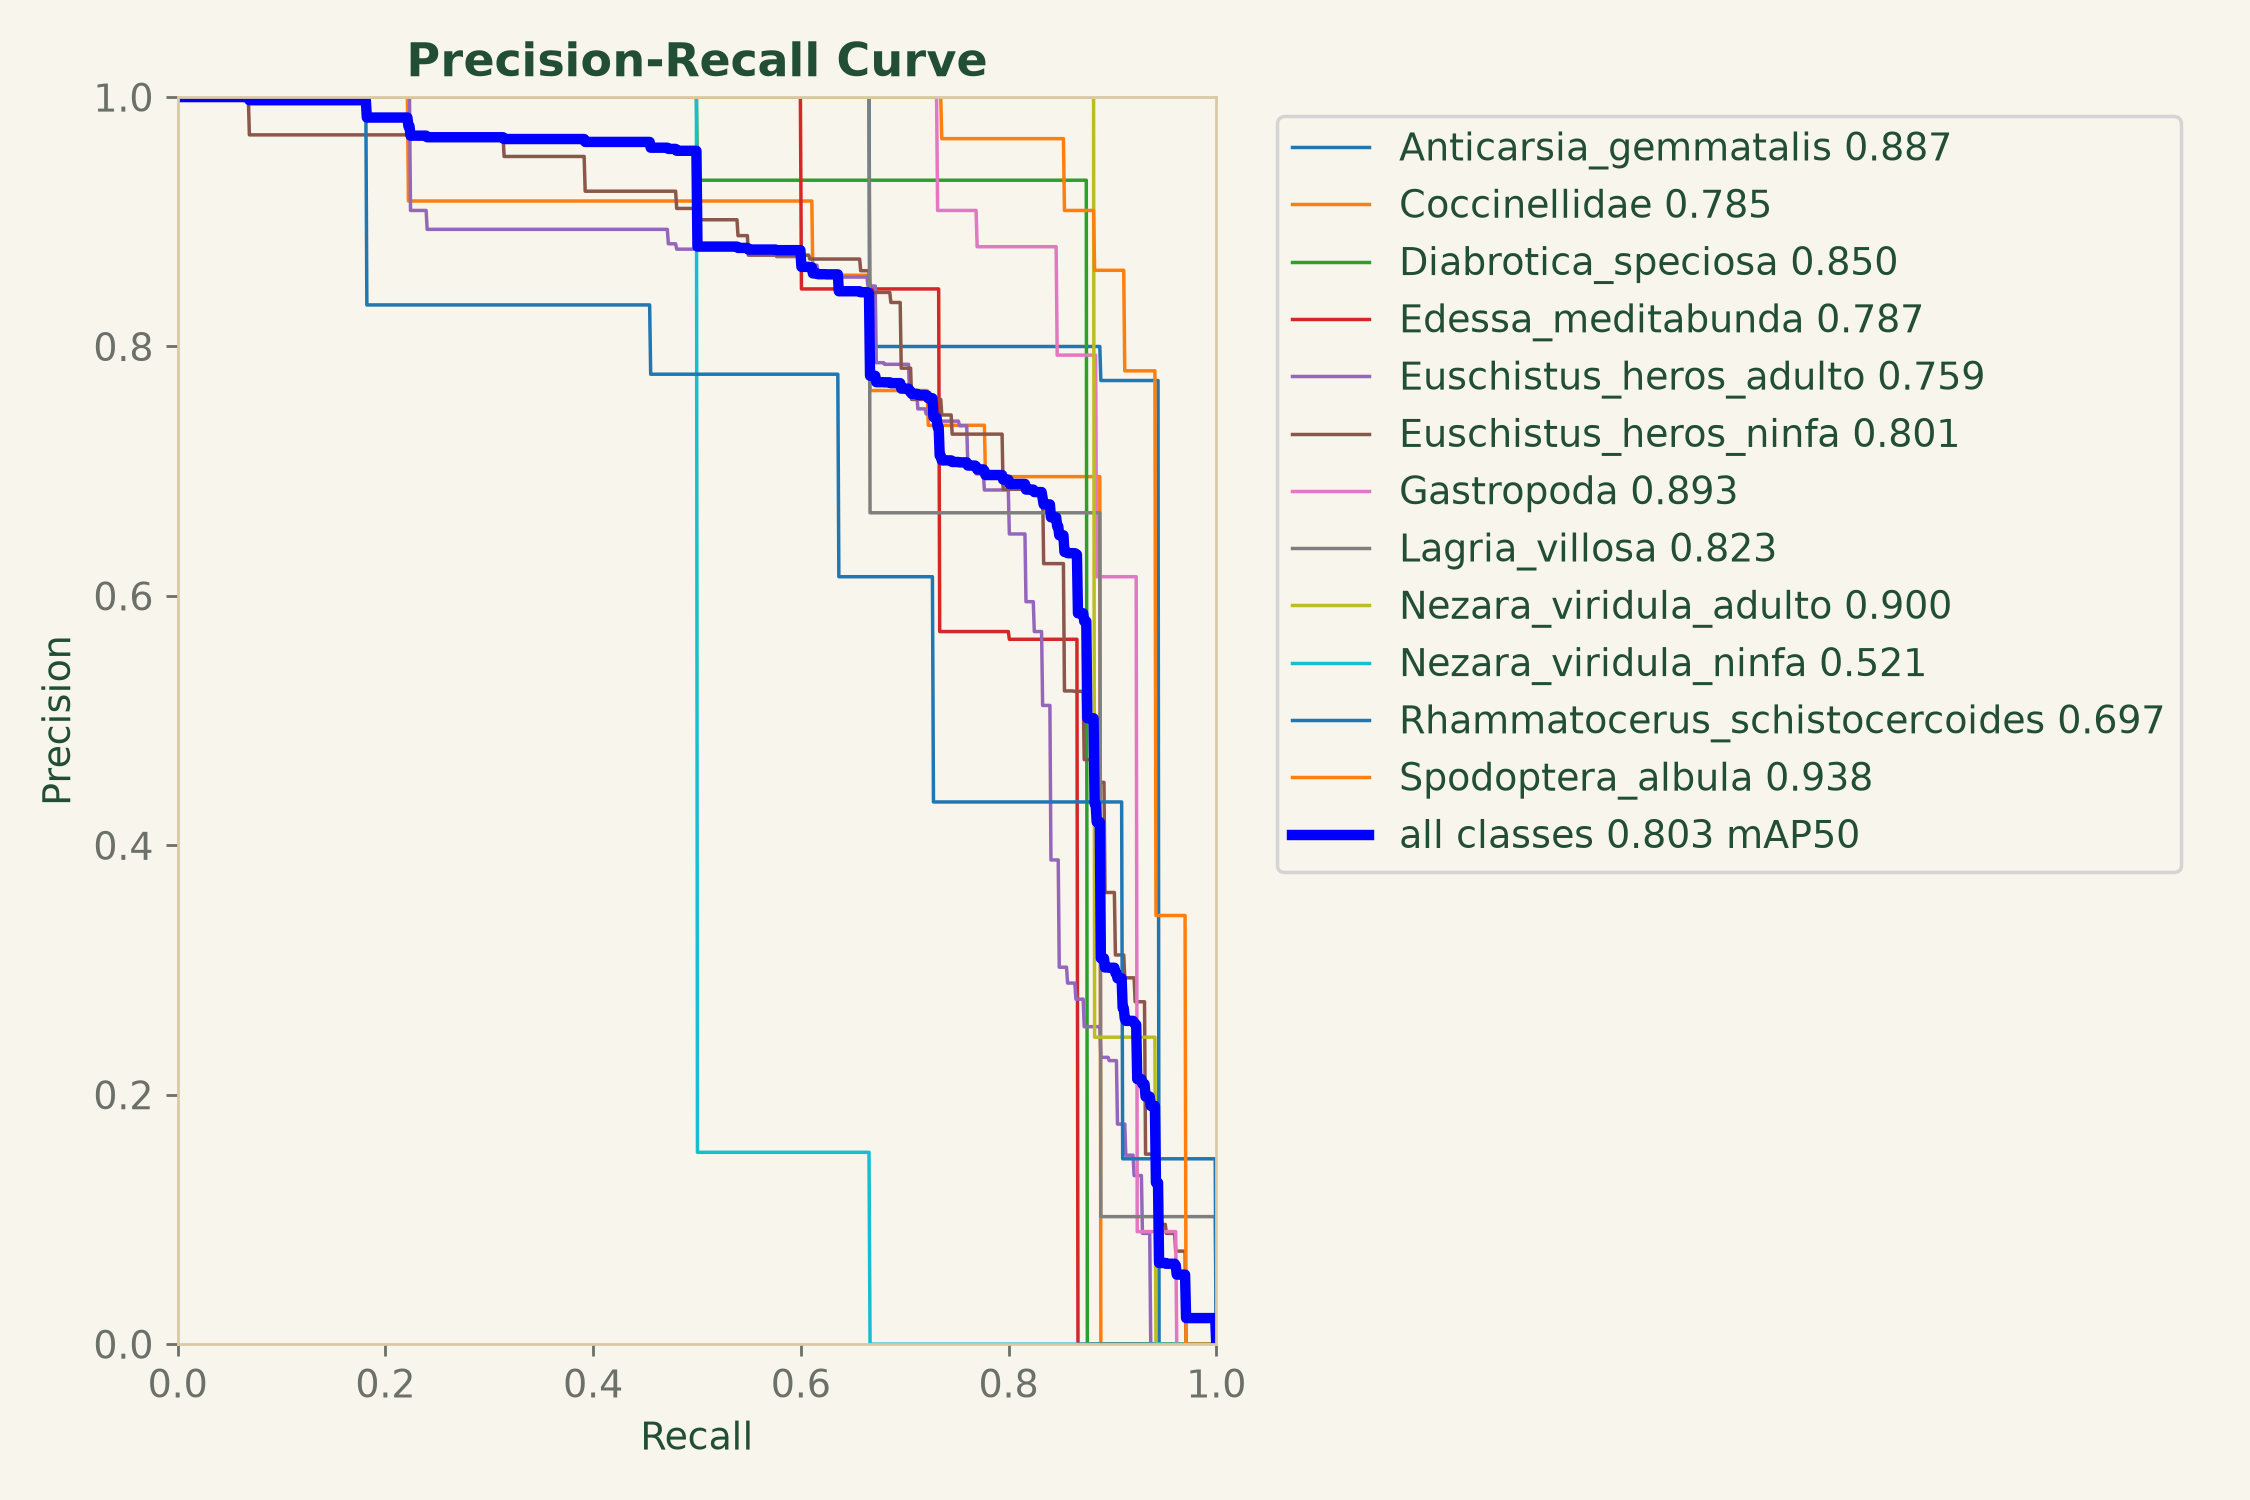 Precision-Recall Curve
1.0
0.8
0.6
0.4
0.2
0.0
Precision
0.0 0.2 0.4 0.6 0.8 1.0
Recall
Anticarsia_gemmatalis 0.887
Coccinellidae 0.785
Diabrotica_speciosa 0.850
Edessa_meditabunda 0.787
Euschistus_heros_adulto 0.759
Euschistus_heros_ninfa 0.801
Gastropoda 0.893
Lagria_villosa 0.823
Nezara_viridula_adulto 0.900
Nezara_viridula_ninfa 0.521
Rhammatocerus_schistocercoides 0.697
Spodoptera_albula 0.938
all classes 0.803 mAP50